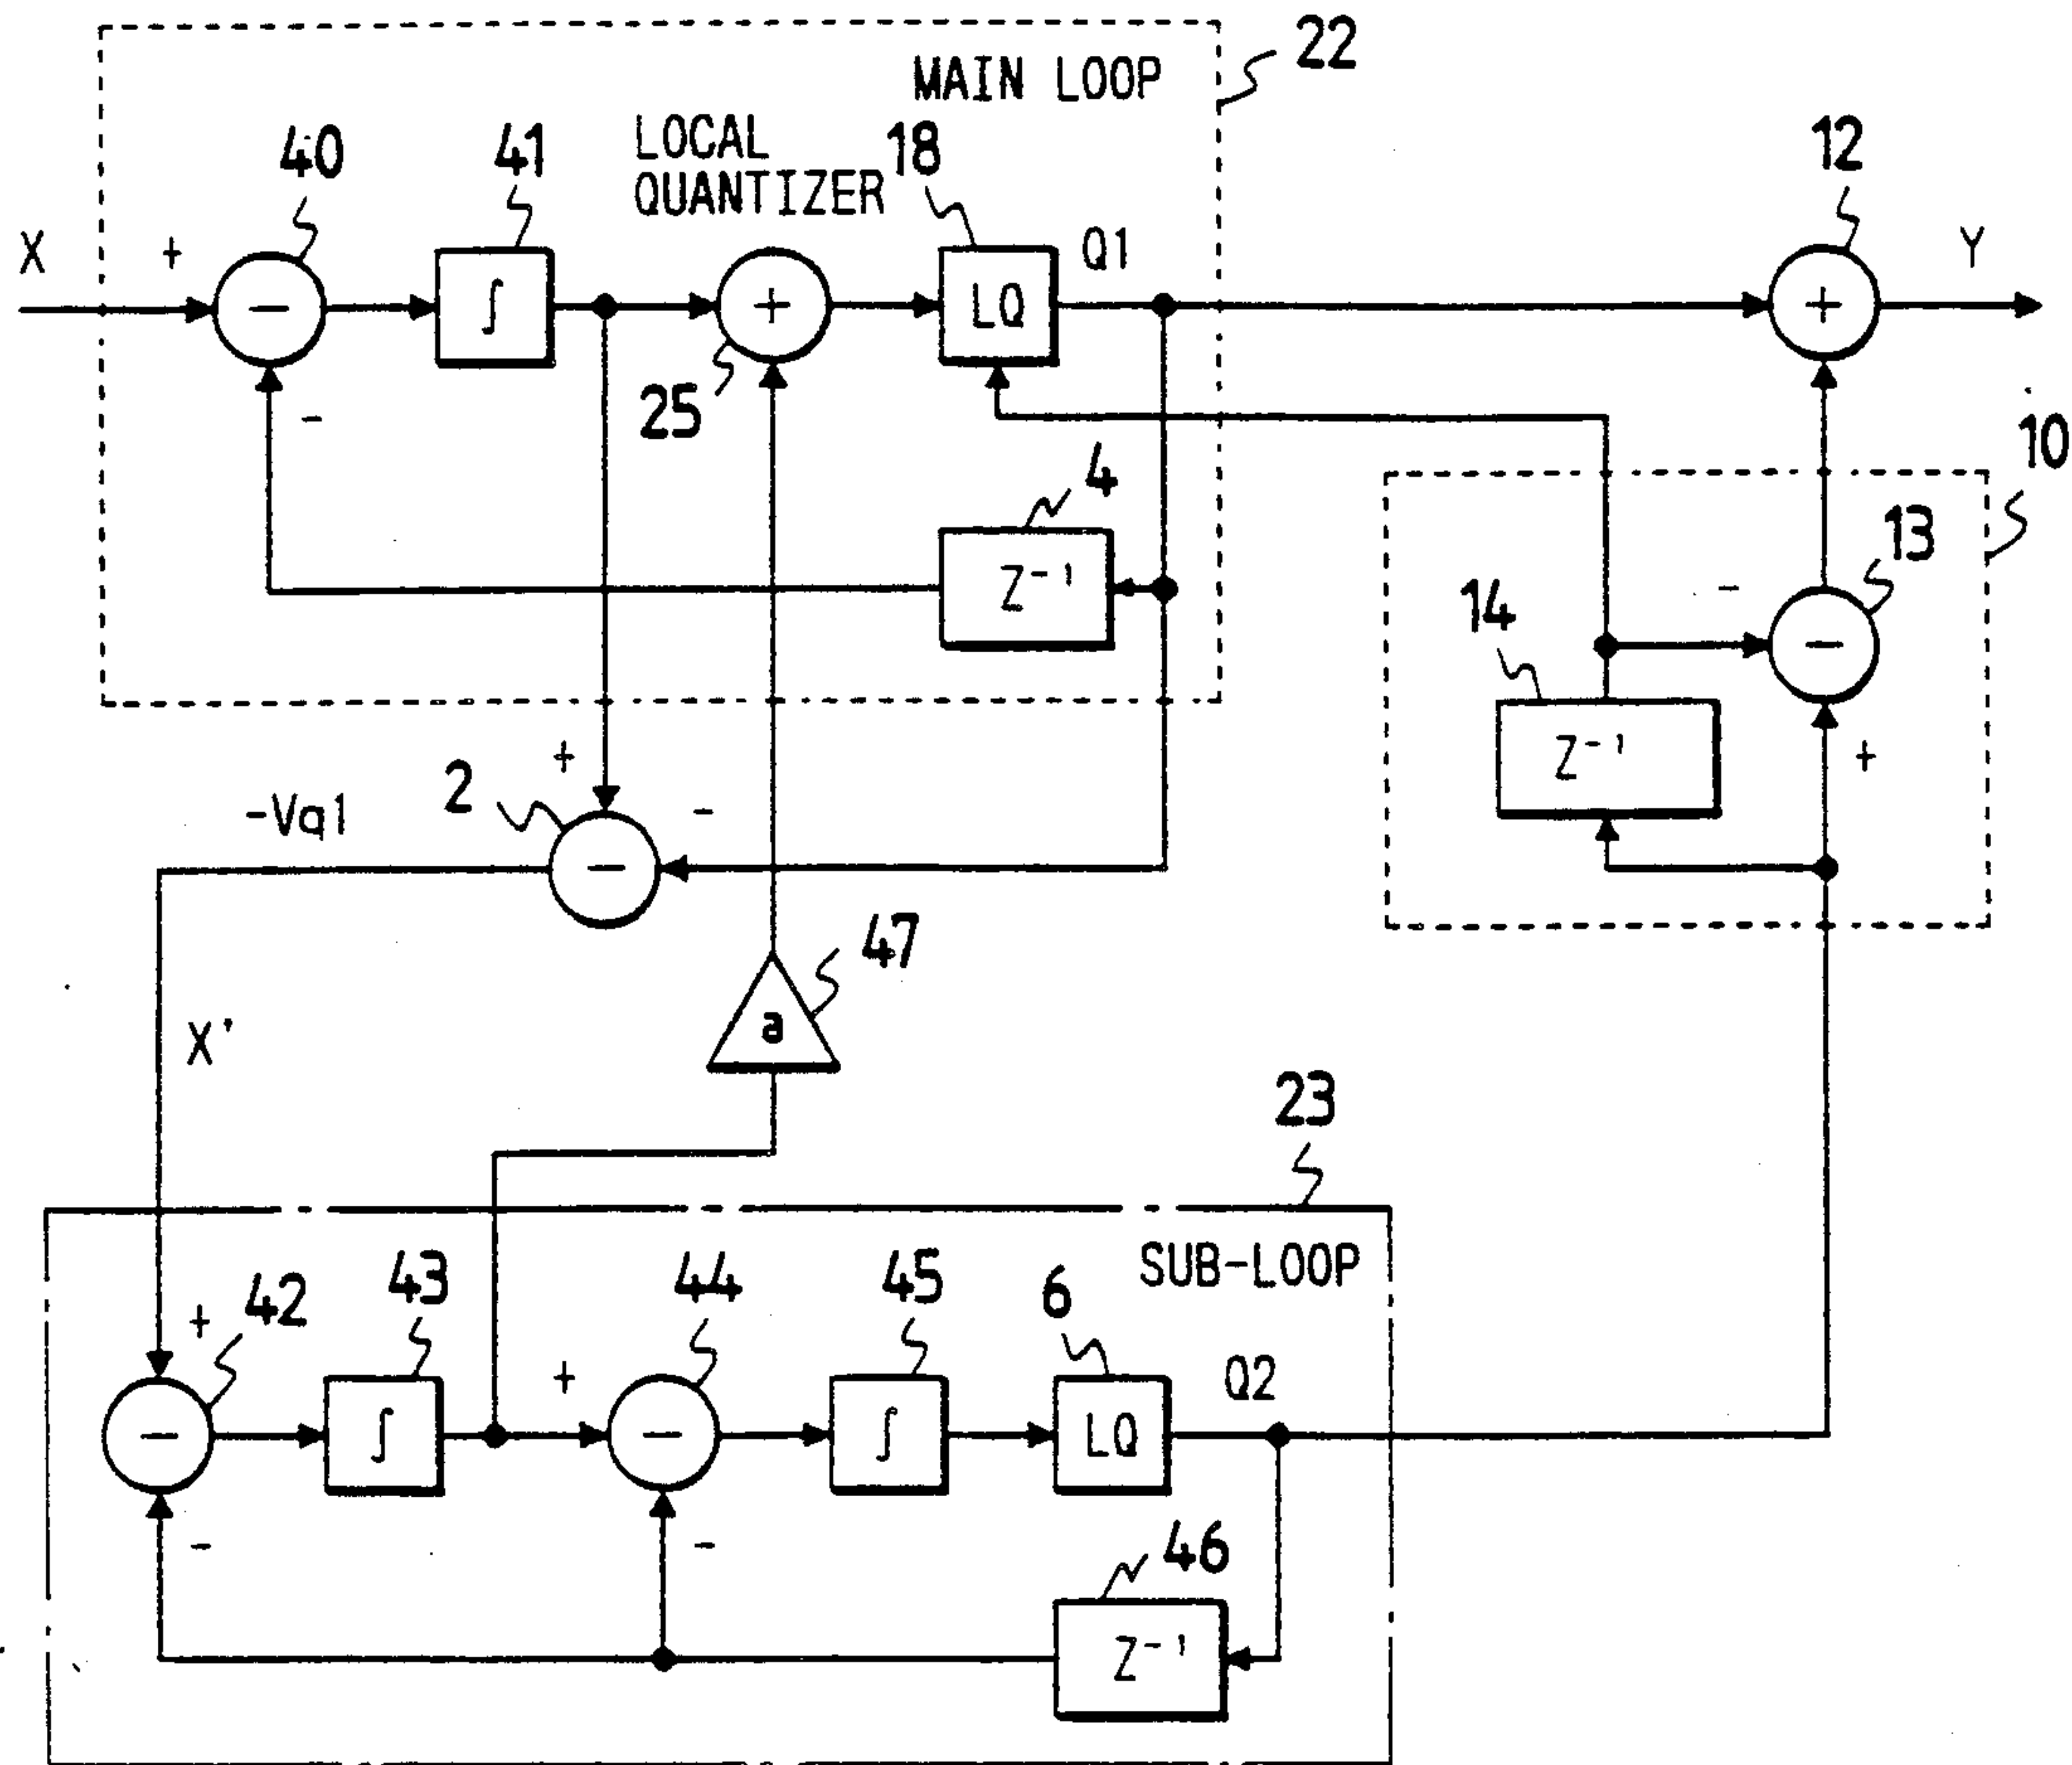 22
MAIN LOOP
40
41
LOCAL
QUANTIZER
18
12
X
+
−
∫
+
LQ
Q1
+
Y
−
25
4
Z⁻¹
10
13
14
−
−
Z⁻¹
+
2
+
−
−
-Vq1
47
a
X'
23
SUB-LOOP
42
+
43
44
45
6
−
∫
+
−
∫
LQ
Q2
−
−
46
Z⁻¹